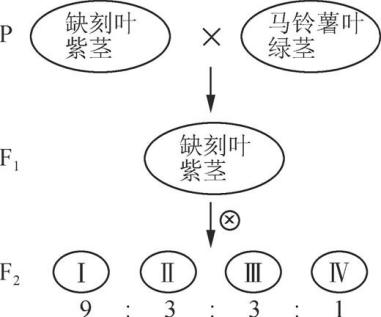 P 缺刻叶 × 马铃薯叶
紫茎 绿茎
F₁ 缺刻叶
紫茎
⊗
F₂ Ⅰ Ⅱ Ⅲ Ⅳ
9 : 3 : 3 : 1